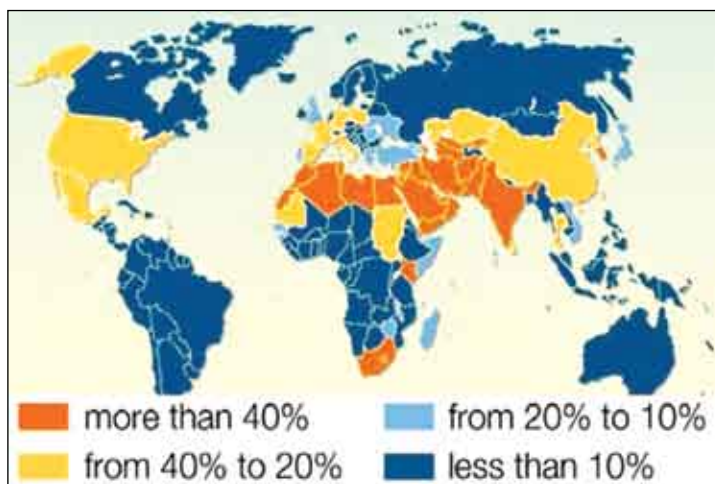 more than 40%
from 20% to 10%
from 40% to 20%
less than 10%